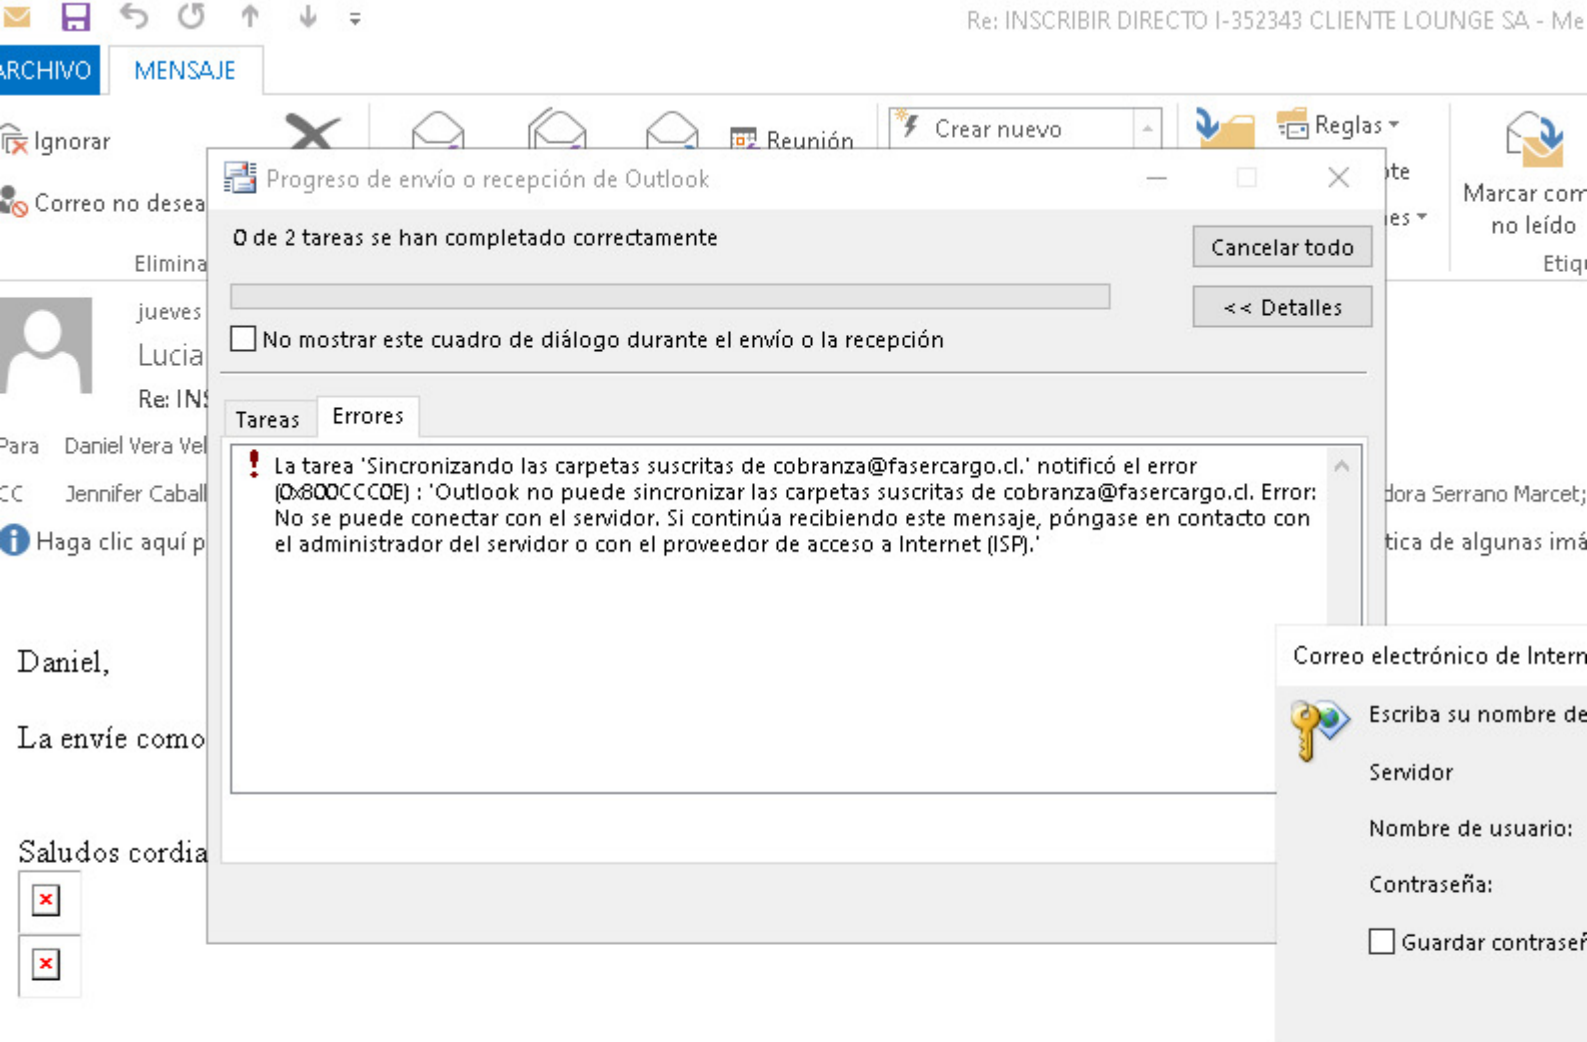 Re: INSCRIBIR DIRECTO I-352343 CLIENTE LOUNGE SA - Me
ARCHIVO
MENSAJE
Ignorar
Reunión
Crear nuevo
Reglas
Correo no desea
Marcar com
no leído
Elimina
Etiqu
Progreso de envío o recepción de Outlook
0 de 2 tareas se han completado correctamente
Cancelar todo
<< Detalles
No mostrar este cuadro de diálogo durante el envío o la recepción
Tareas
Errores
La tarea 'Sincronizando las carpetas suscritas de cobranza@fasercargo.cl.' notificó el error
(0x800CCC0E) : 'Outlook no puede sincronizar las carpetas suscritas de cobranza@fasercargo.cl. Error:
No se puede conectar con el servidor. Si continúa recibiendo este mensaje, póngase en contacto con
el administrador del servidor o con el proveedor de acceso a Internet (ISP).'
jueves
Lucia
Re: INS
Para Daniel Vera Vel
CC Jennifer Caball
dora Serrano Marcet;
Haga clic aquí p
tica de algunas imá
Daniel,
La envíe como
Saludos cordia
Correo electrónico de Intern
Escriba su nombre de
Servidor
Nombre de usuario:
Contraseña:
Guardar contraseñ